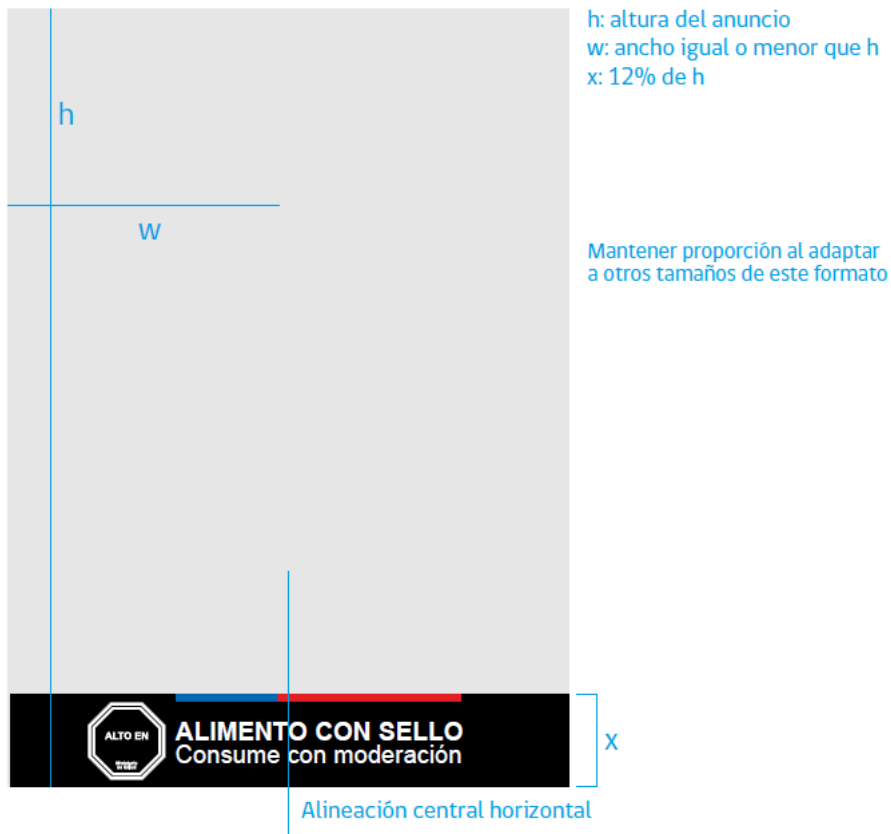 h: altura del anuncio
w: ancho igual o menor que h
x: 12% de h
h
w
Mantener proporción al adaptar
a otros tamaños de este formato
ALTO EN
ALIMENTO CON SELLO
Consume con moderación
x
Alineación central horizontal